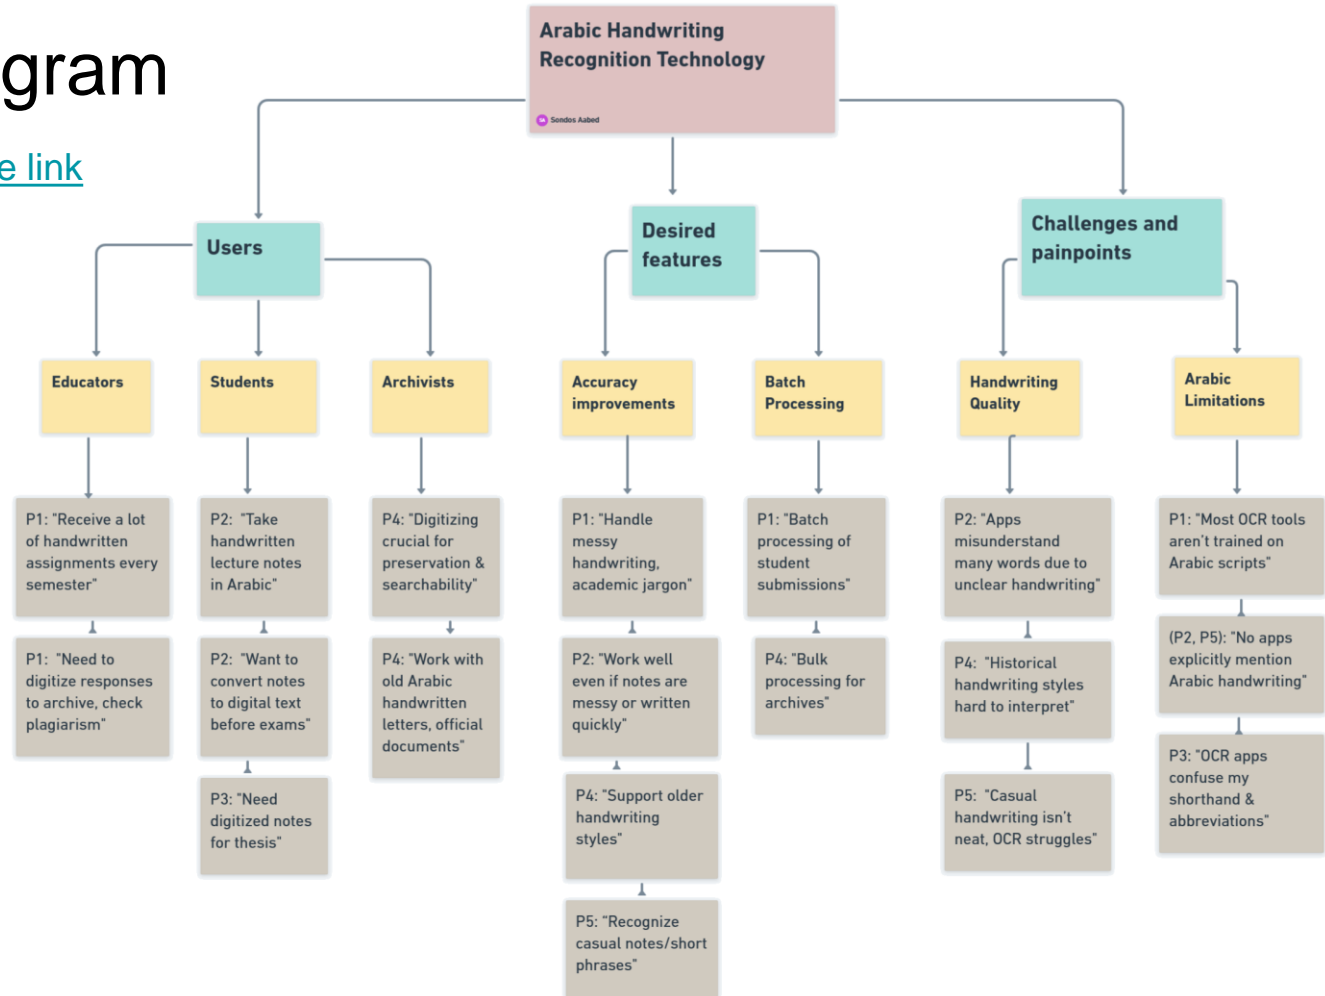 gram
e link
Arabic Handwriting
Recognition Technology
SA Sondos Aabed
Users
Desired
features
Challenges and
painpoints
Educators
Students
Archivists
Accuracy
improvements
Batch
Processing
Handwriting
Quality
Arabic
Limitations
P1: "Receive a lot
of handwritten
assignments every
semester"
P1: "Need to
digitize responses
to archive, check
plagiarism"
P2: "Take
handwritten
lecture notes
in Arabic"
P2: "Want to
convert notes
to digital text
before exams"
P3: "Need
digitized notes
for thesis"
P4: "Digitizing
crucial for
preservation &
searchability"
P4: "Work with
old Arabic
handwritten
letters, official
documents"
P1: "Handle
messy
handwriting,
academic jargon"
P2: "Work well
even if notes are
messy or written
quickly"
P4: "Support older
handwriting
styles"
P5: "Recognize
casual notes/short
phrases"
P1: "Batch
processing of
student
submissions"
P4: "Bulk
processing for
archives"
P2: "Apps
misunderstand
many words due to
unclear handwriting"
P4: "Historical
handwriting styles
hard to interpret"
P5: "Casual
handwriting isn't
neat, OCR struggles"
P1: "Most OCR tools
aren't trained on
Arabic scripts"
(P2, P5): "No apps
explicitly mention
Arabic handwriting"
P3: "OCR apps
confuse my
shorthand &
abbreviations"